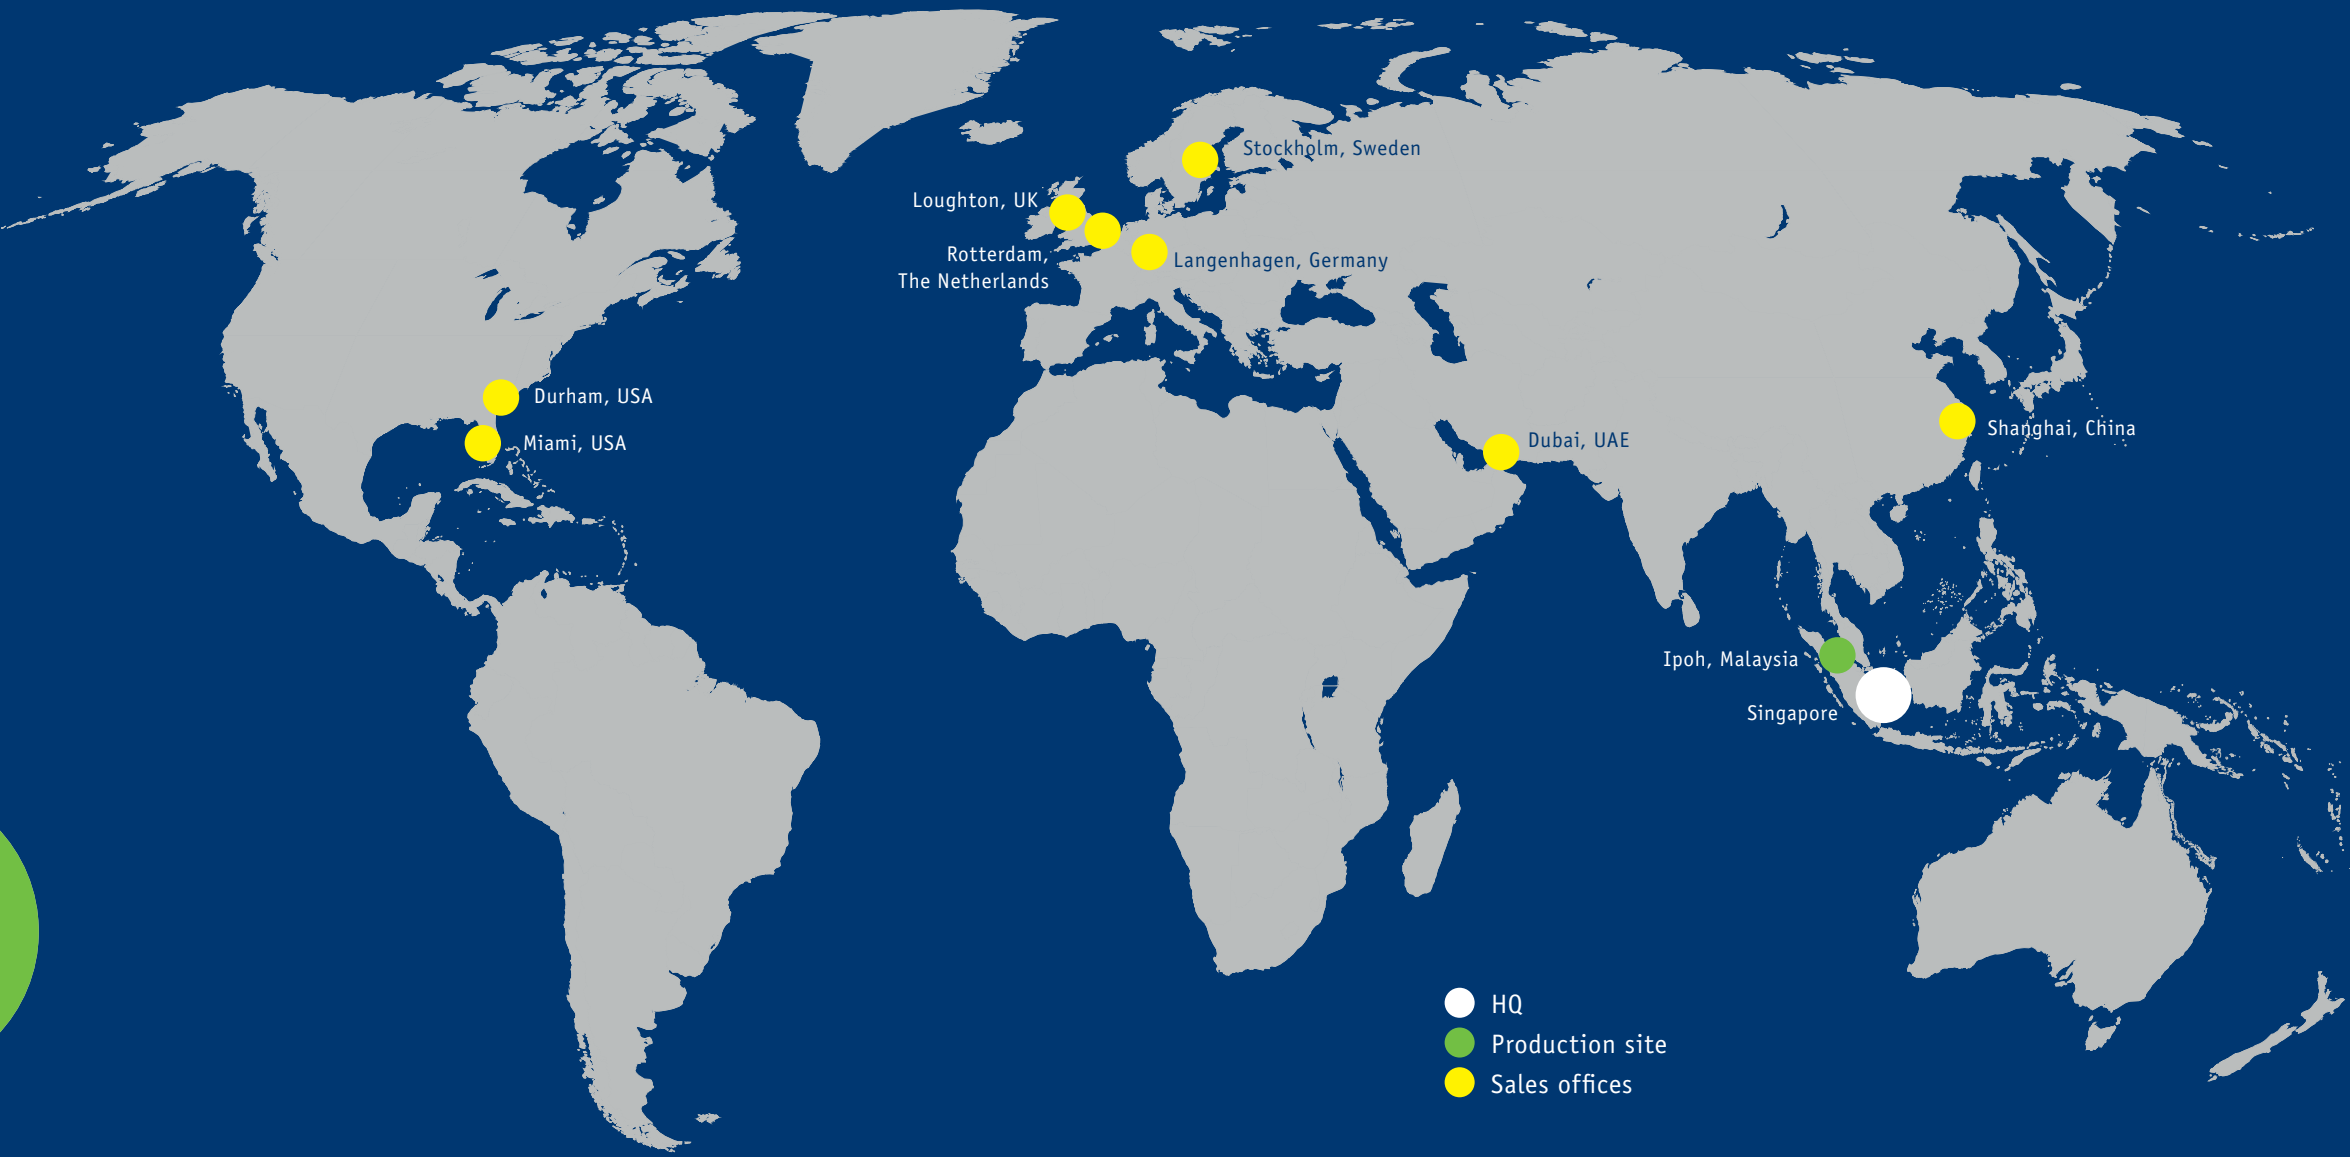 Stockholm, Sweden
Loughton, UK
Rotterdam,
The Netherlands
Langenhagen, Germany
Durham, USA
Miami, USA
Dubai, UAE
Shanghai, China
Ipoh, Malaysia
Singapore
HQ
Production site
Sales offices